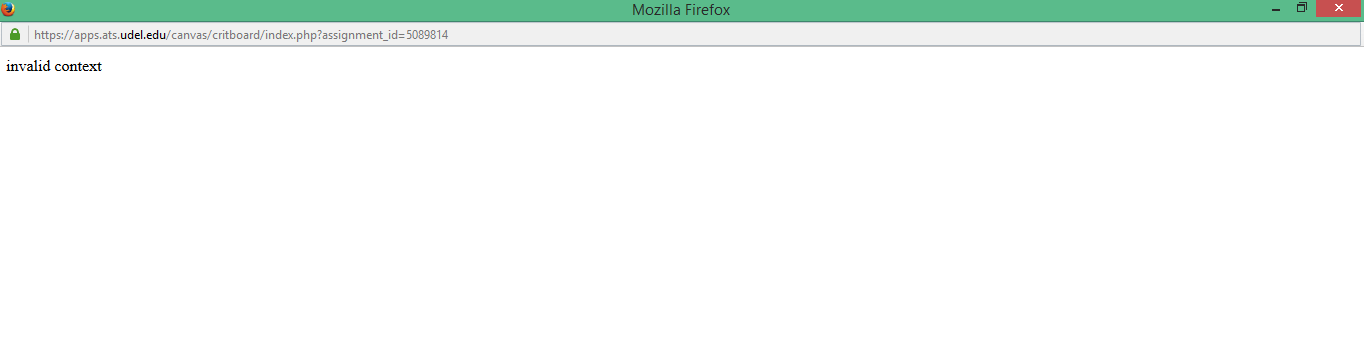 Mozilla Firefox
https://apps.ats.udel.edu/canvas/critboard/index.php?assignment_id=5089814
invalid context